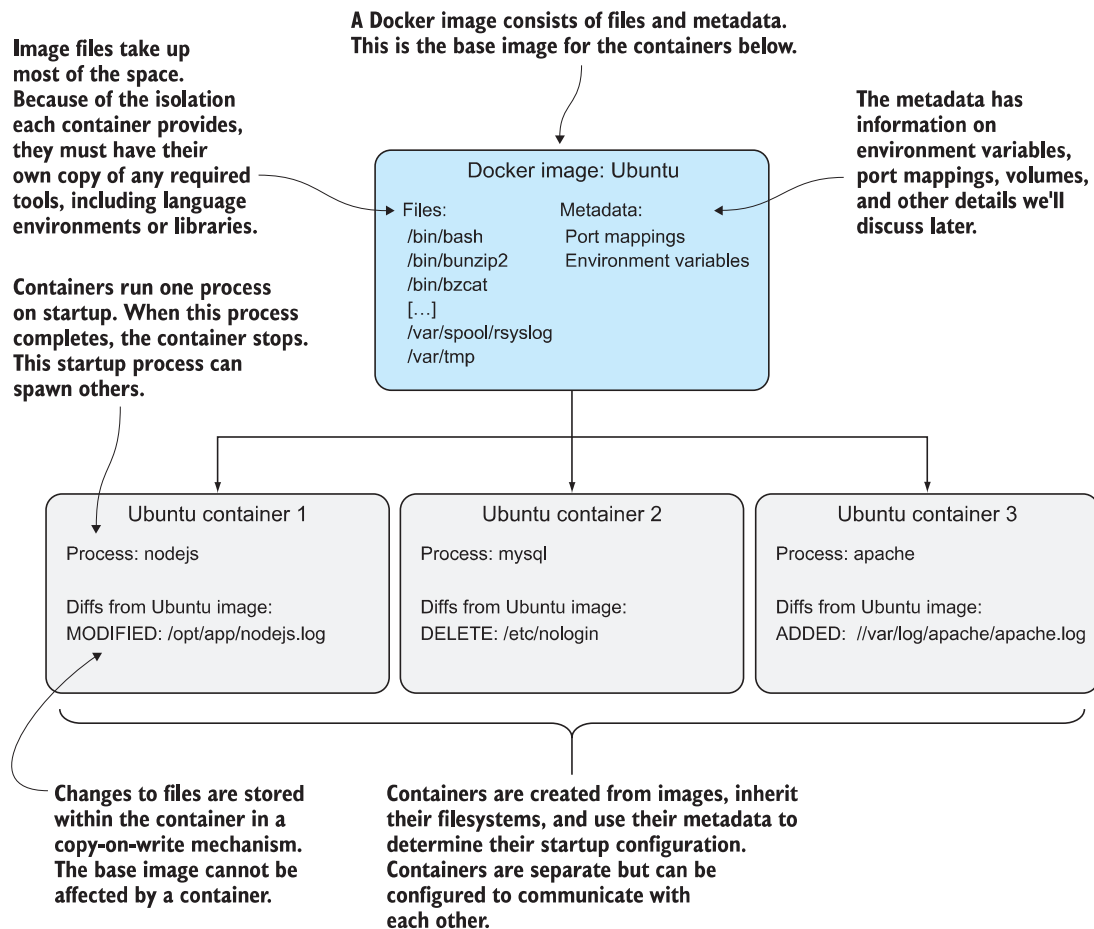 A Docker image consists of files and metadata.
This is the base image for the containers below.
Image files take up
most of the space.
Because of the isolation
each container provides,
they must have their
own copy of any required
tools, including language
environments or libraries.
The metadata has
information on
environment variables,
port mappings, volumes,
and other details we'll
discuss later.
Docker image: Ubuntu
Files:
/bin/bash
/bin/bunzip2
/bin/bzcat
[…]
/var/spool/rsyslog
/var/tmp
Metadata:
Port mappings
Environment variables
Containers run one process
on startup. When this process
completes, the container stops.
This startup process can
spawn others.
Ubuntu container 1
Process: nodejs
Diffs from Ubuntu image:
MODIFIED: /opt/app/nodejs.log
Ubuntu container 2
Process: mysql
Diffs from Ubuntu image:
DELETE: /etc/nologin
Ubuntu container 3
Process: apache
Diffs from Ubuntu image:
ADDED: //var/log/apache/apache.log
Changes to files are stored
within the container in a
copy-on-write mechanism.
The base image cannot be
affected by a container.
Containers are created from images, inherit
their filesystems, and use their metadata to
determine their startup configuration.
Containers are separate but can be
configured to communicate with
each other.